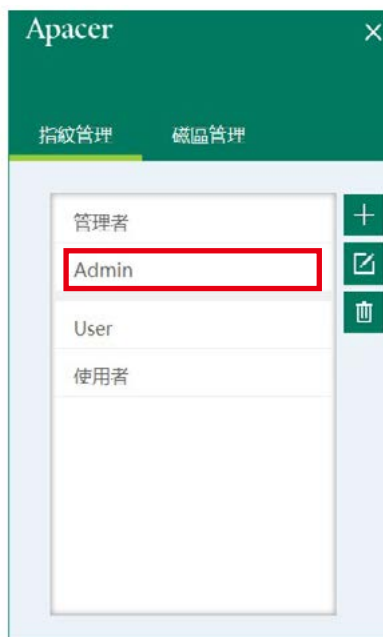 Apacer
指紋管理 磁區管理
管理者
Admin
User
使用者